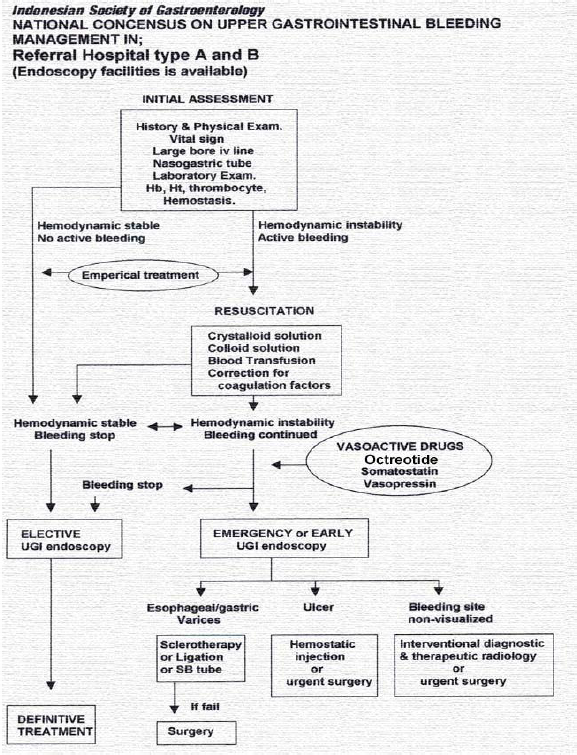 Indonesian Society of Gastroenterology
NATIONAL CONCENSUS ON UPPER GASTROINTESTINAL BLEEDING
MANAGEMENT IN;
Referral Hospital type A and B
(Endoscopy facilities is available)
INITIAL ASSESSMENT
History & Physical Exam.
Vital sign
Large bore iv line
Nasogastric tube
Laboratory Exam.
Hb, Ht, thrombocyte,
Hemostasis.
Hemodynamic stable
No active bleeding
Hemodynamic instability
Active bleeding
Emperical treatment
RESUSCITATION
Crystalloid solution
Colloid solution
Blood Transfusion
Correction for
coagulation factors
Hemodynamic stable
Bleeding stop
Hemodynamic instability
Bleeding continued
VASOACTIVE DRUGS
Octreotide
Somatostatin
Vasopressin
Bleeding stop
ELECTIVE
UGI endoscopy
EMERGENCY or EARLY
UGI endoscopy
Esophageal/gastric
Varices
Ulcer
Bleeding site
non-visualized
Sclerotherapy
or Ligation
or SB tube
Hemostatic
injection
or
urgent surgery
Interventional diagnostic
& therapeutic radiology
or
urgent surgery
If fail
Surgery
DEFINITIVE
TREATMENT